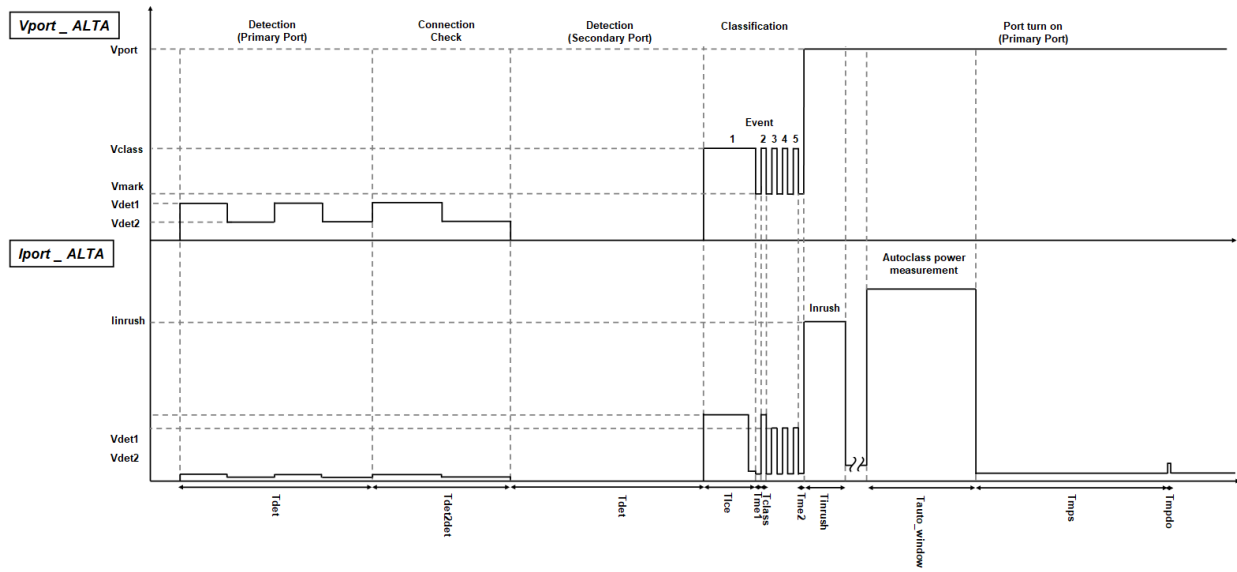 Vport _ ALTA
Detection
(Primary Port)
Connection
Check
Detection
(Secondary Port)
Classification
Port turn on
(Primary Port)
Vport
Event
1 2 3 4 5
Vclass
Vmark
Vdet1
Vdet2
Iport _ ALTA
Autoclass power
measurement
Iinrush
Inrush
Vdet1
Vdet2
Tdet
Tdet2det
Tdet
Tlce
Tme1
Tclass
Tme2
Tinrush
Tauto_window
Tmps
Tmpdo